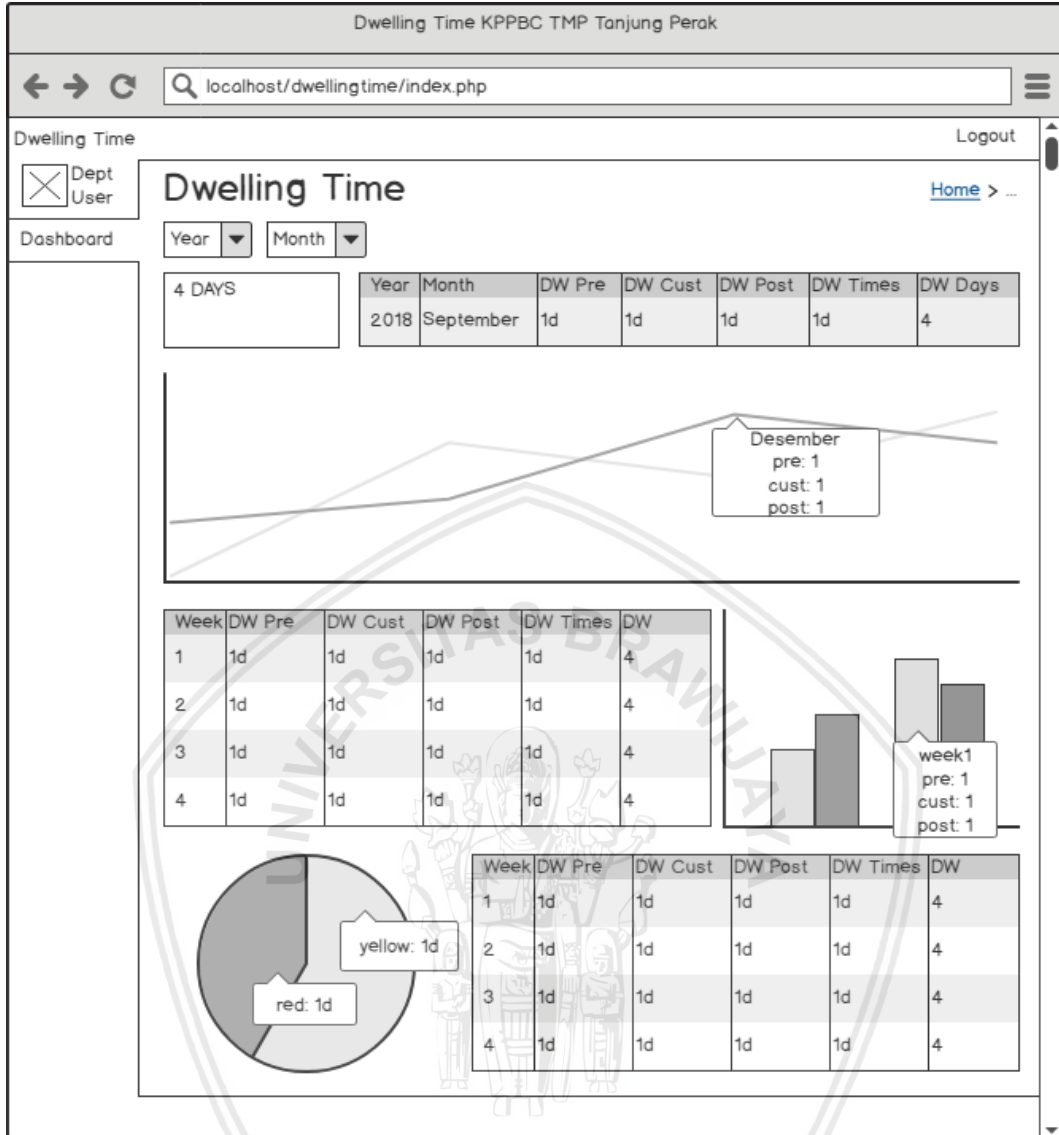 Dwelling Time KPPBC TMP Tanjung Perak
localhost/dwellingtime/index.php
Dwelling Time
Logout
Dept
User
Dashboard
Dwelling Time
Home > ...
Year
Month
4 DAYS
Year Month DW Pre DW Cust DW Post DW Times DW Days
2018 September 1d 1d 1d 1d 4
Desember
pre: 1
cust: 1
post: 1
Week DW Pre DW Cust DW Post DW Times DW
1 1d 1d 1d 1d 4
2 1d 1d 1d 1d 4
3 1d 1d 1d 1d 4
4 1d 1d 1d 1d 4
week1
pre: 1
cust: 1
post: 1
yellow: 1d
red: 1d
Week DW Pre DW Cust DW Post DW Times DW
1 1d 1d 1d 1d 4
2 1d 1d 1d 1d 4
3 1d 1d 1d 1d 4
4 1d 1d 1d 1d 4
UNIVERSITAS BRAWIJAYA